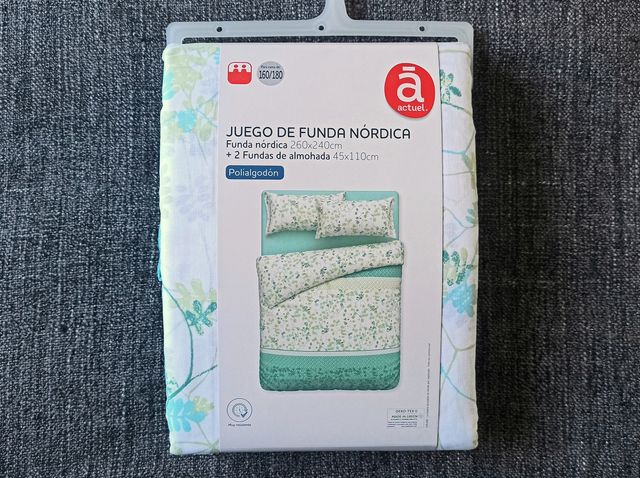 Para cama de
160/180
ā
actuel.
JUEGO DE FUNDA NÓRDICA
Funda nórdica 260x240cm
+ 2 Fundas de almohada 45x110cm
Polialgodón
OEKO-TEX®
MADE IN GREEN